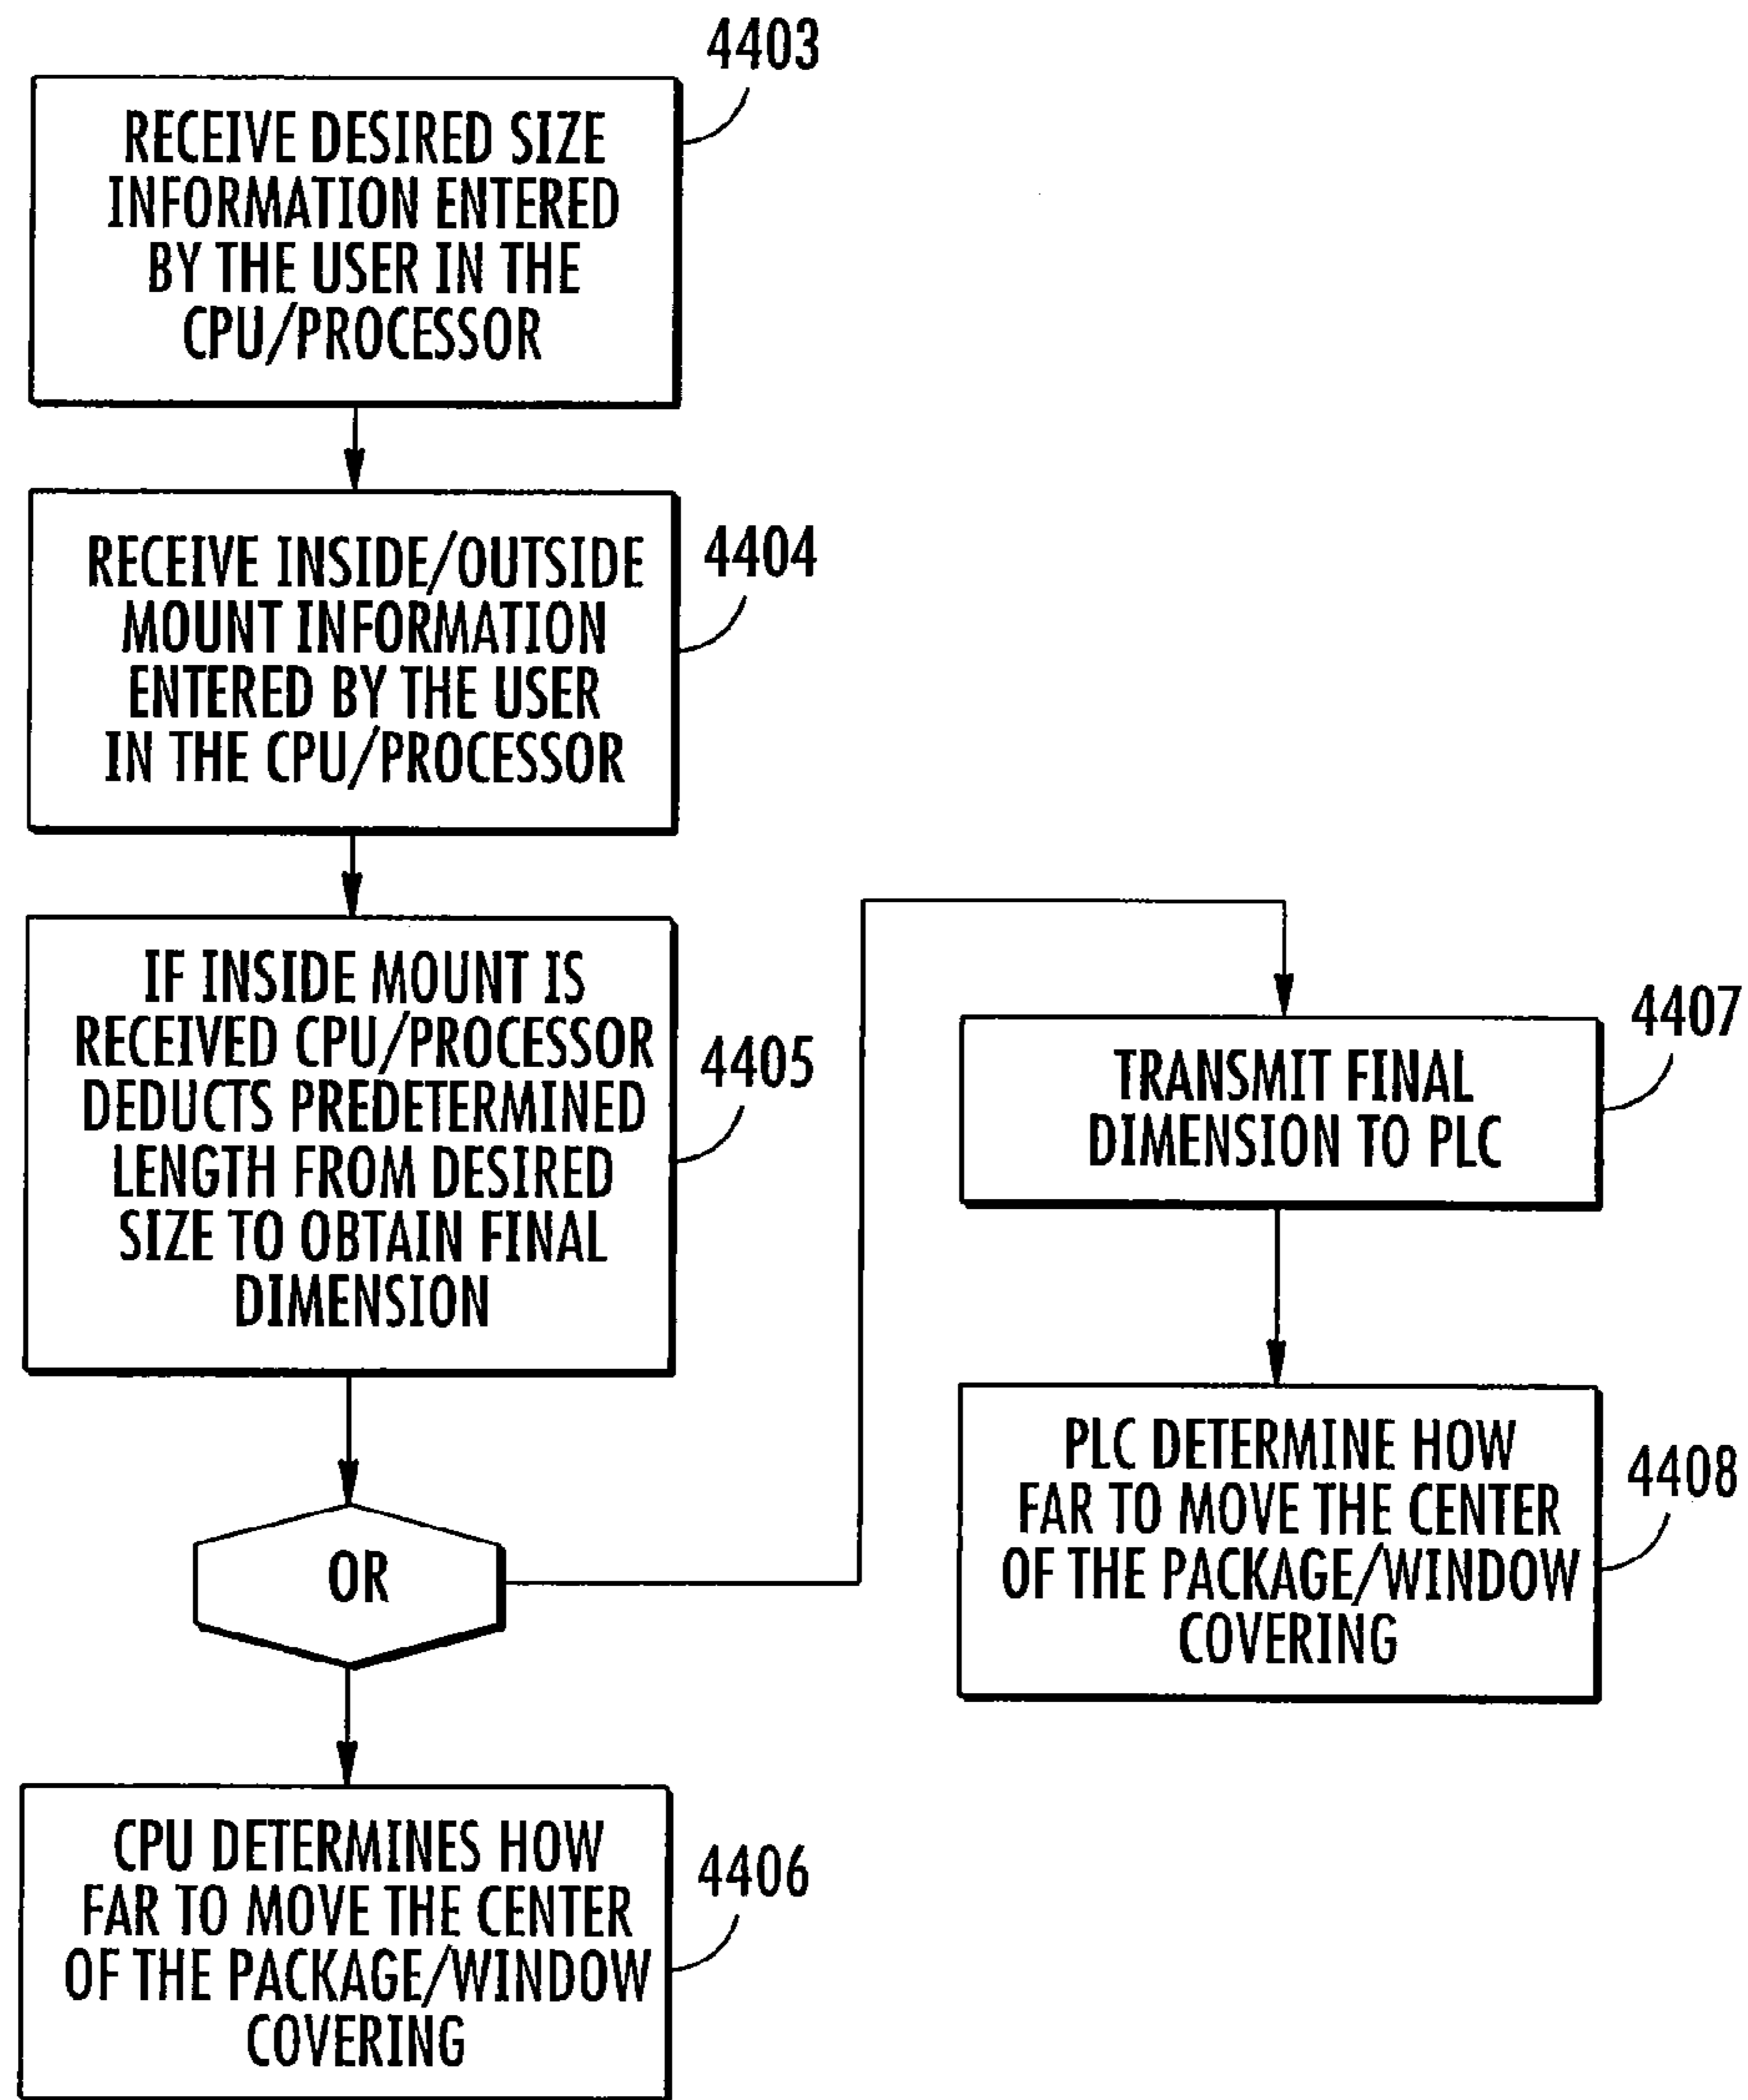 4403
RECEIVE DESIRED SIZE
INFORMATION ENTERED
BY THE USER IN THE
CPU/PROCESSOR
4404
RECEIVE INSIDE/OUTSIDE
MOUNT INFORMATION
ENTERED BY THE USER
IN THE CPU/PROCESSOR
4405
IF INSIDE MOUNT IS
RECEIVED CPU/PROCESSOR
DEDUCTS PREDETERMINED
LENGTH FROM DESIRED
SIZE TO OBTAIN FINAL
DIMENSION
OR
4406
CPU DETERMINES HOW
FAR TO MOVE THE CENTER
OF THE PACKAGE/WINDOW
COVERING
4407
TRANSMIT FINAL
DIMENSION TO PLC
4408
PLC DETERMINE HOW
FAR TO MOVE THE CENTER
OF THE PACKAGE/WINDOW
COVERING